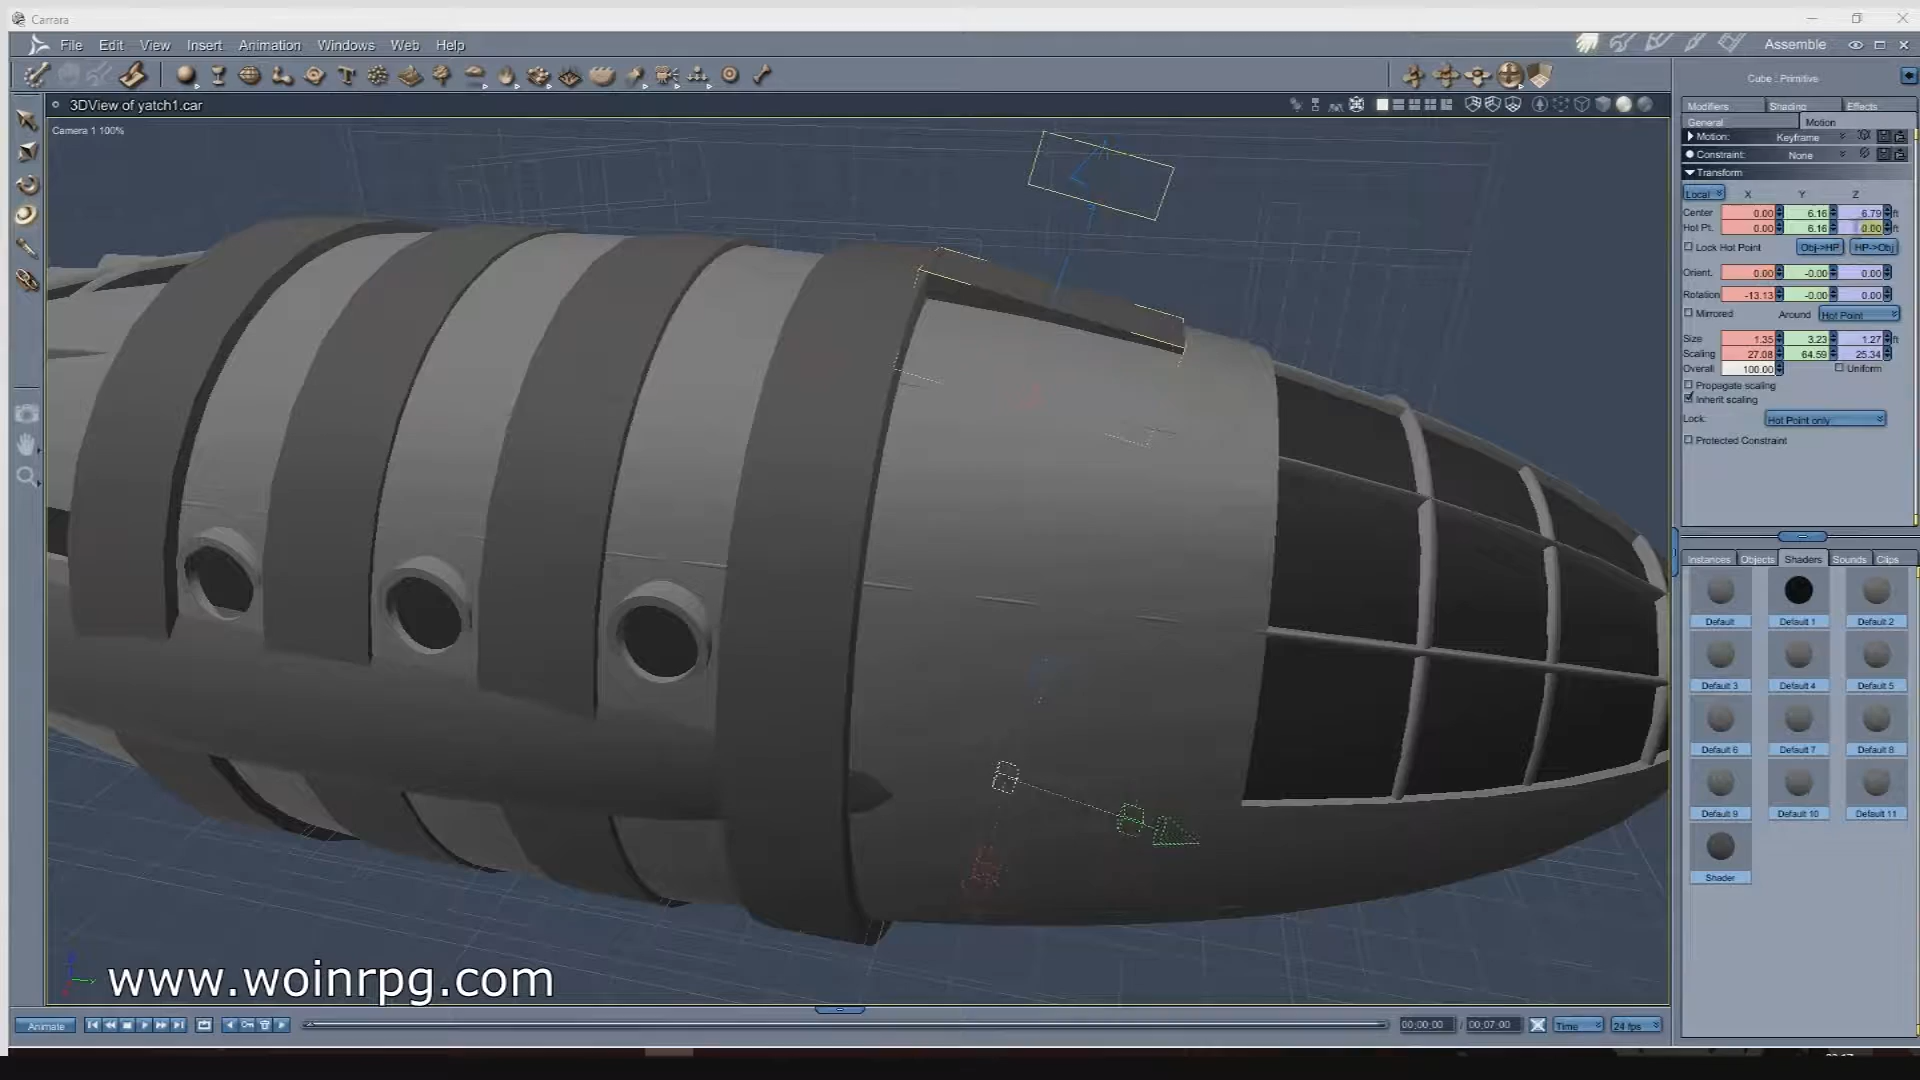 Carrara
File Edit View Insert Animation Windows Web Help
Assemble
3DView of yatch1.car
Camera 1 100%
Cube : Primitive
Modifiers Shading Effects
General Motion
Motion: Keyframe
Constraint: None
Transform
Local X Y Z
Center 0.00 6.16 6.79 ft
Hot Pt. 0.00 6.16 0.00
Lock Hot Point Obj->HP HP->Obj
Orient. 0.00 -0.00 0.00
Rotation -13.13 -0.00 0.00
Mirrored Around Hot Point
Size 1.35 3.23 1.27 ft
Scaling 27.08 64.59 25.34
Overall 100.00 Uniform
Propagate scaling
Inherit scaling
Lock: Hot Point only
Protected Constraint
Instances Objects Shaders Sounds Clips
Default Default 1 Default 2
Default 3 Default 4 Default 5
Default 6 Default 7 Default 8
Default 9 Default 10 Default 11
Shader
www.woinrpg.com
Animate 00:00:00 / 00:07:00 Time 24 fps